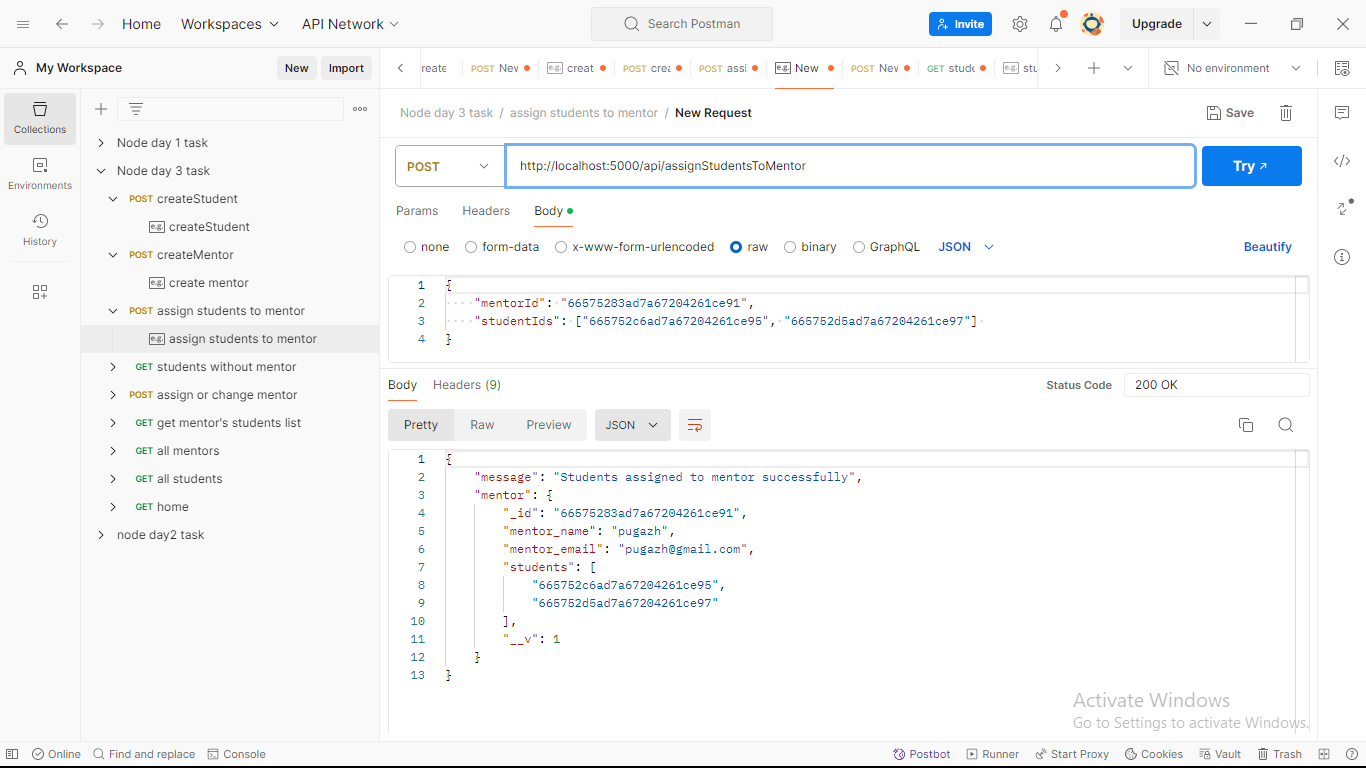 Home Workspaces API Network Search Postman Invite Upgrade
My Workspace New Import
reate POST Nev e.g. creat POST crea POST assi e.g. New POST Nev GET stude e.g. stu No environment
Collections
Environments
History
Node day 1 task
Node day 3 task
POST createStudent
e.g. createStudent
POST createMentor
e.g. create mentor
POST assign students to mentor
e.g. assign students to mentor
GET students without mentor
POST assign or change mentor
GET get mentor's students list
GET all mentors
GET all students
GET home
node day2 task
Node day 3 task / assign students to mentor / New Request Save
POST http://localhost:5000/api/assignStudentsToMentor Try
Params Headers Body
none form-data x-www-form-urlencoded raw binary GraphQL JSON Beautify
1 {
2 "mentorId": "66575283ad7a67204261ce91",
3 "studentIds": ["665752c6ad7a67204261ce95", "665752d5ad7a67204261ce97"]
4 }
Body Headers (9) Status Code 200 OK
Pretty Raw Preview JSON
1 {
2 "message": "Students assigned to mentor successfully",
3 "mentor": {
4 "_id": "66575283ad7a67204261ce91",
5 "mentor_name": "pugazh",
6 "mentor_email": "pugazh@gmail.com",
7 "students": [
8 "665752c6ad7a67204261ce95",
9 "665752d5ad7a67204261ce97"
10 ],
11 "__v": 1
12 }
13 }
Activate Windows
Go to Settings to activate Windows.
Online Find and replace Console Postbot Runner Start Proxy Cookies Vault Trash